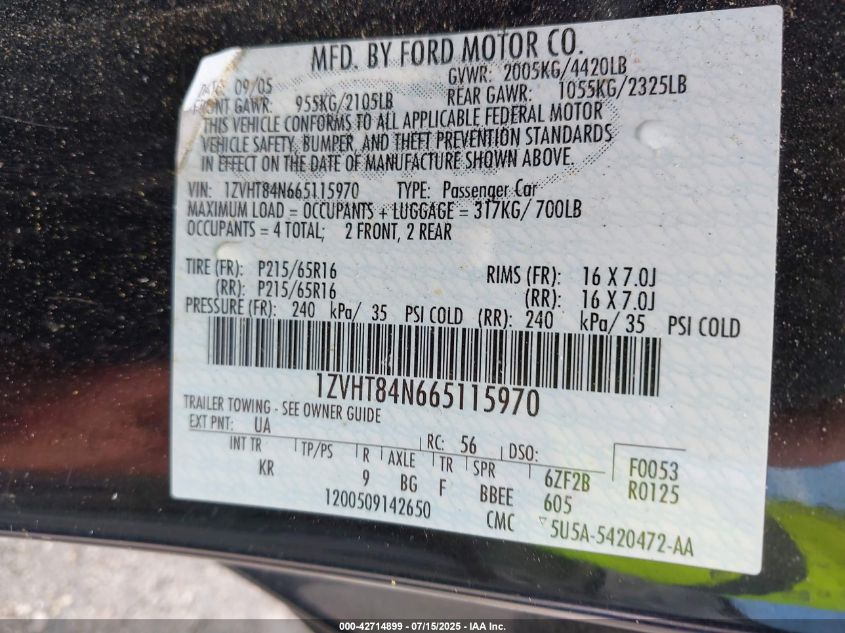 MFD. BY FORD MOTOR CO.
DATE: 09/05 GVWR: 2005KG/4420LB
FRONT GAWR: 955KG/2105LB REAR GAWR: 1055KG/2325LB
THIS VEHICLE CONFORMS TO ALL APPLICABLE FEDERAL MOTOR
VEHICLE SAFETY, BUMPER, AND THEFT PREVENTION STANDARDS
IN EFFECT ON THE DATE OF MANUFACTURE SHOWN ABOVE.
VIN: 1ZVHT84N665115970 TYPE: Passenger Car
MAXIMUM LOAD = OCCUPANTS + LUGGAGE = 317KG/ 700LB
OCCUPANTS = 4 TOTAL; 2 FRONT, 2 REAR
TIRE (FR): P215/65R16 RIMS (FR): 16 X 7.0J
(RR): P215/65R16 (RR): 16 X 7.0J
PRESSURE (FR): 240 kPa/ 35 PSI COLD (RR): 240 kPa/ 35 PSI COLD
1ZVHT84N665115970
TRAILER TOWING - SEE OWNER GUIDE
EXT PNT: UA RC: 56 DSO: F0053
INT TR TP/PS R AXLE TR SPR 6ZF2B R0125
KR 9 BG F BBEE 605
1200509142650 CMC 5U5A-5420472-AA
000-42714899 - 07/15/2025 - IAA Inc.